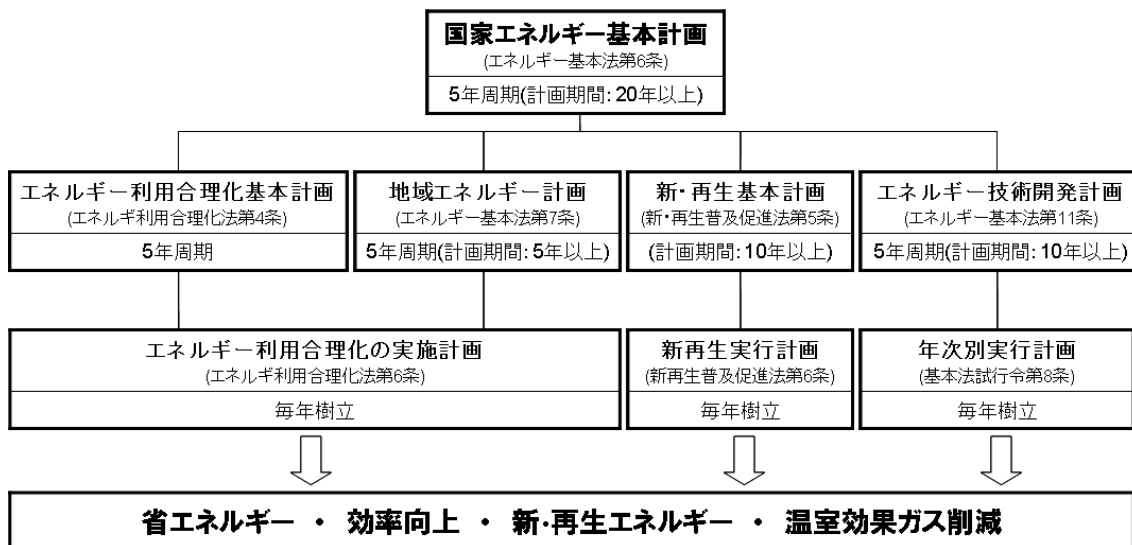 国家エネルギー基本計画
(エネルギー基本法第6条)
5年周期(計画期間: 20年以上)
エネルギー利用合理化基本計画
(エネルギ利用合理化法第4条)
5年周期
地域エネルギー計画
(エネルギー基本法第7条)
5年周期(計画期間: 5年以上)
新・再生基本計画
(新・再生普及促進法第5条)
(計画期間: 10年以上)
エネルギー技術開発計画
(エネルギー基本法第11条)
5年周期(計画期間: 10年以上)
エネルギー利用合理化の実施計画
(エネルギ利用合理化法第6条)
毎年樹立
新再生実行計画
(新再生普及促進法第6条)
毎年樹立
年次別実行計画
(基本法試行令第8条)
毎年樹立
省エネルギー ・ 効率向上 ・ 新・再生エネルギー ・ 温室効果ガス削減